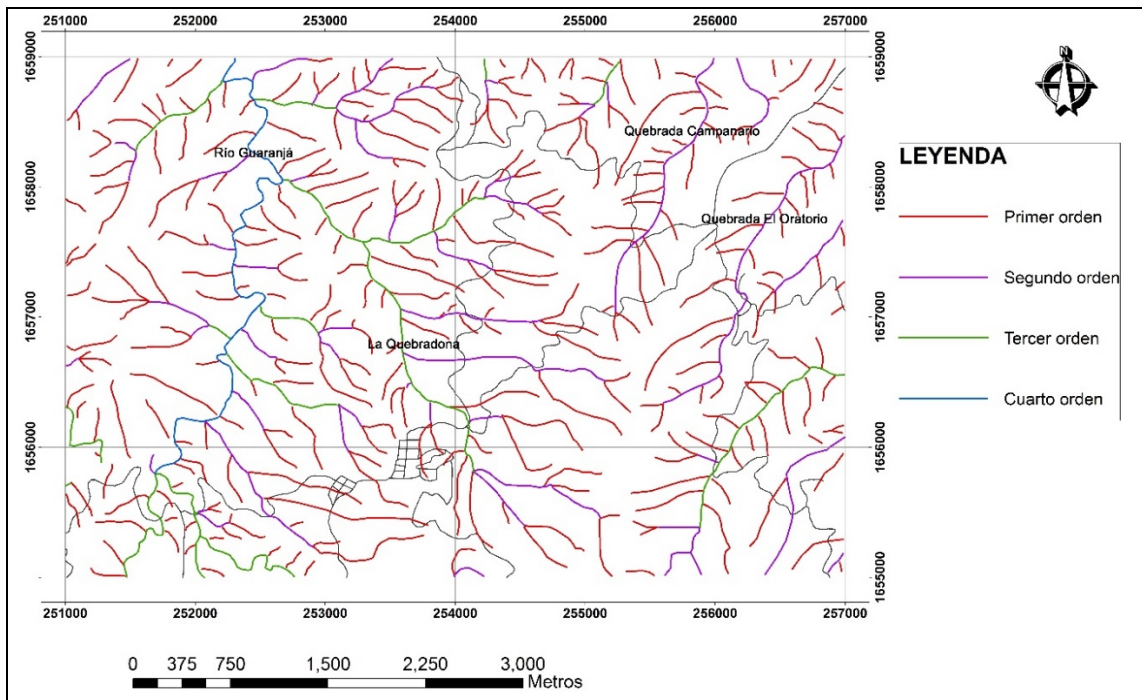 251000 252000 253000 254000 255000 256000 257000
1659000
1659000
N
Quebrada Campanario
Río Guaranjá
LEYENDA
1658000
1658000
Primer orden
Quebrada El Oratorio
Segundo orden
1657000
1657000
La Quebradona
Tercer orden
Cuarto orden
1656000
1656000
1655000
1655000
251000 252000 253000 254000 255000 256000 257000
0 375 750 1,500 2,250 3,000
Metros